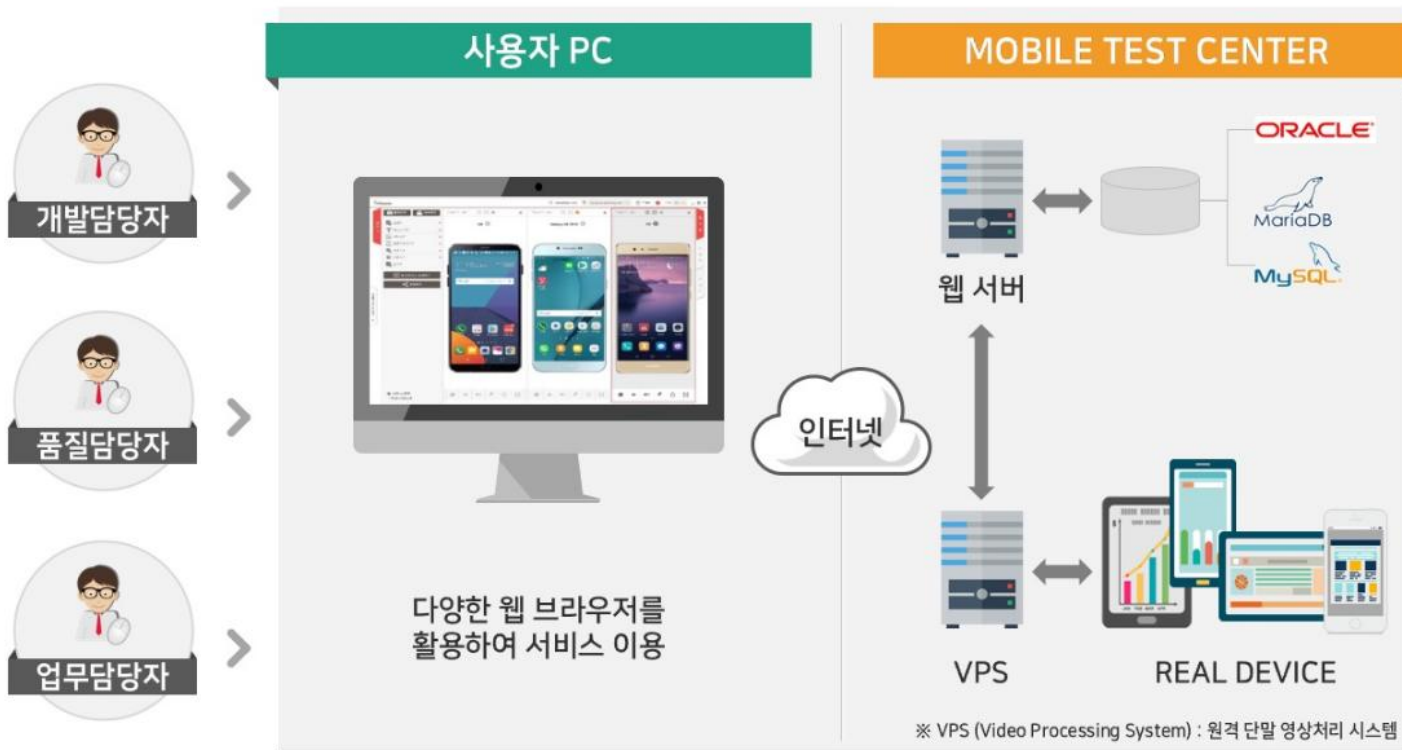 사용자 PC
MOBILE TEST CENTER
개발담당자
품질담당자
업무담당자
다양한 웹 브라우저를
활용하여 서비스 이용
인터넷
웹 서버
ORACLE
MariaDB
MySQL
VPS
REAL DEVICE
※ VPS (Video Processing System) : 원격 단말 영상처리 시스템